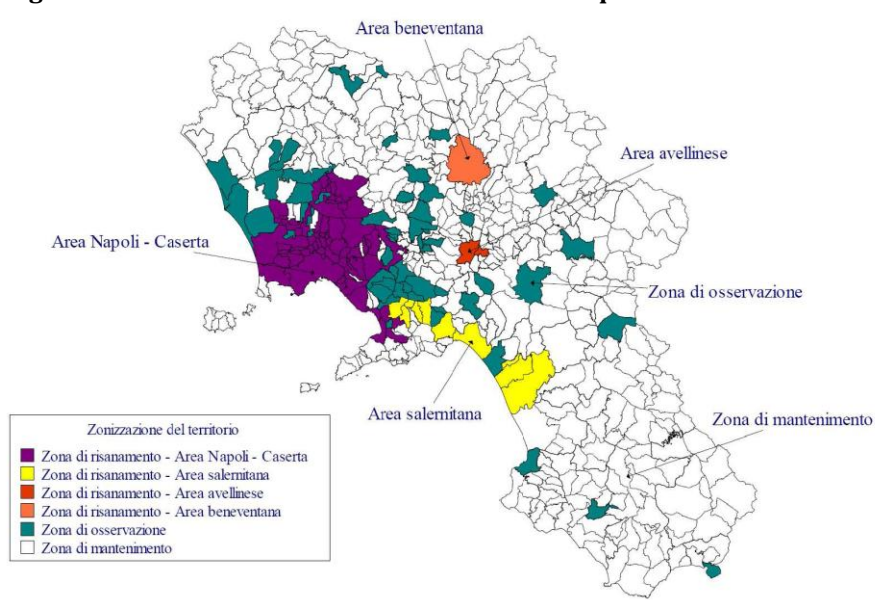 Area beneventana
Area avellinese
Area Napoli - Caserta
Zona di osservazione
Area salernitana
Zona di mantenimento
Zonizzazione del territorio
Zona di risanamento - Area Napoli - Caserta
Zona di risanamento - Area salernitana
Zona di risanamento - Area avellinese
Zona di risanamento - Area beneventana
Zona di osservazione
Zona di mantenimento